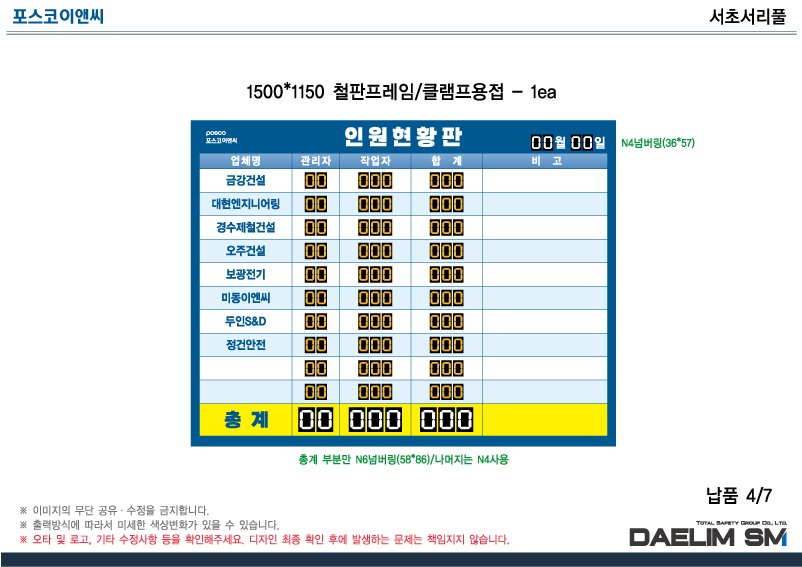 포스코이앤씨 서초서리풀
1500*1150 철판프레임/클램프용접 – 1ea
posco
포스코이앤씨
인원현황판
00월 00일
N4넘버링(36*57)
업체명 관리자 작업자 합 계 비 고
금강건설 00 000 000
대현엔지니어링 00 000 000
경수제철건설 00 000 000
오주건설 00 000 000
보광전기 00 000 000
미동이엔씨 00 000 000
두인S&D 00 000 000
정건안전 00 000 000
00 000 000
00 000 000
총 계 00 000 000
총계 부분만 N6넘버링(58*86)/나머지는 N4사용
납품 4/7
※ 이미지의 무단 공유·수정을 금지합니다.
※ 출력방식에 따라서 미세한 색상변화가 있을 수 있습니다.
※ 오타 및 로고, 기타 수정사항 등을 확인해주세요. 디자인 최종 확인 후에 발생하는 문제는 책임지지 않습니다.
TOTAL SAFETY GROUP CO., LTD.
DAELIM SM